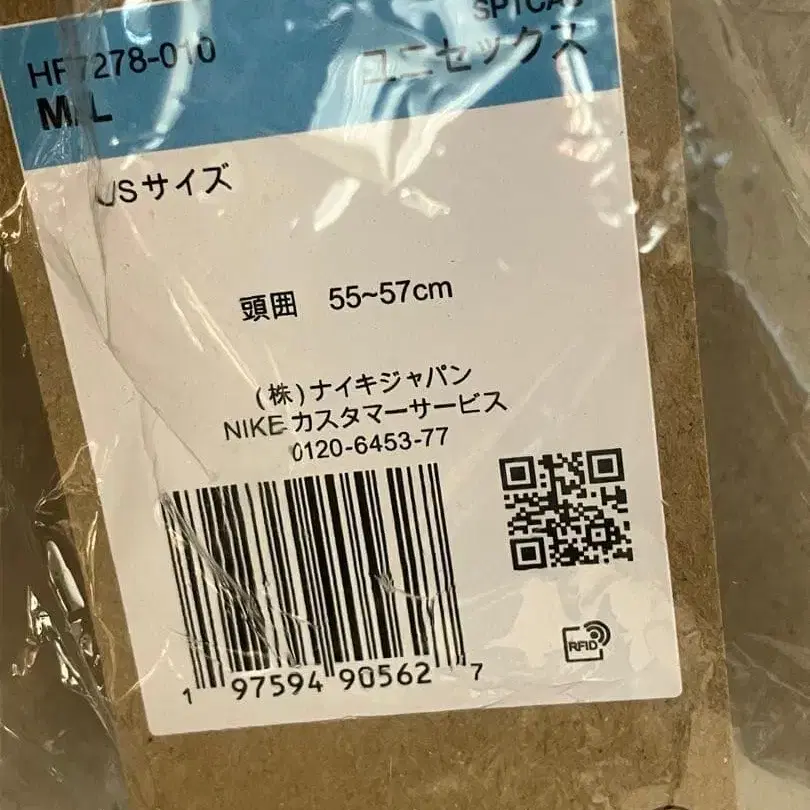 HF7278-010
M/L
ユニセックス
USサイズ
頭囲 55~57cm
(株)ナイキジャパン
NIKE カスタマーサービス
0120-6453-77
1 97594 90562 7
RFID